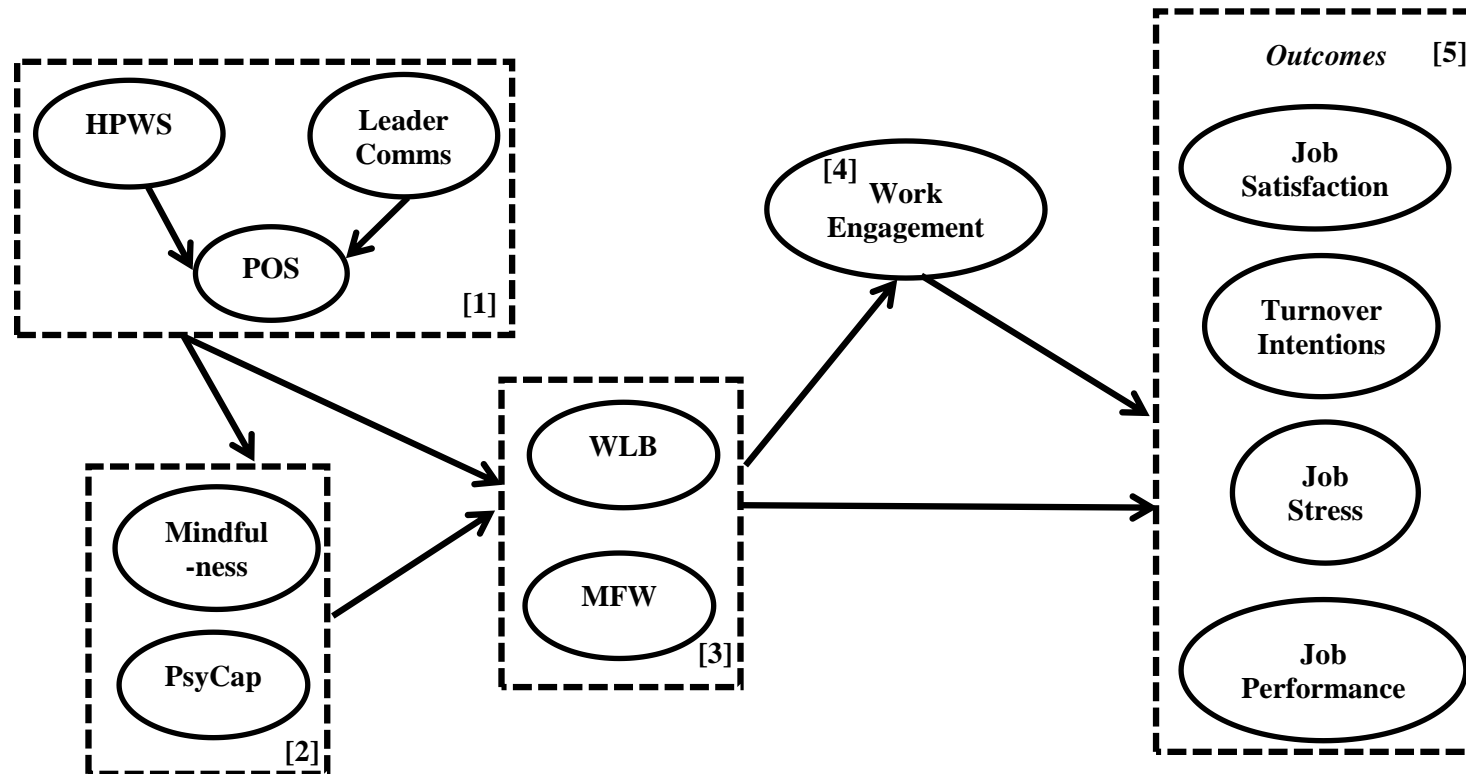 HPWS
Leader
Comms
POS
[1]
Mindful
-ness
PsyCap
[2]
WLB
MFW
[3]
[4]
Work
Engagement
Outcomes
[5]
Job
Satisfaction
Turnover
Intentions
Job
Stress
Job
Performance